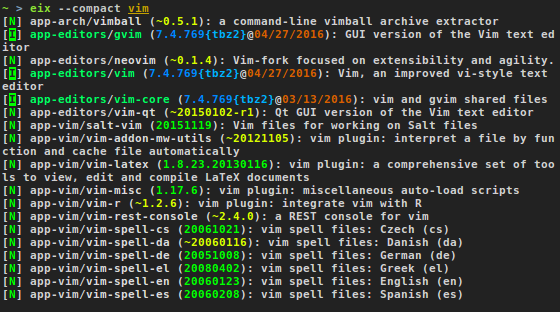 ~ > eix --compact vim
[N] app-arch/vimball (~0.5.1): a command-line vimball archive extractor
[I] app-editors/gvim (7.4.769{tbz2}@04/27/2016): GUI version of the Vim text ed
itor
[N] app-editors/neovim (~0.1.4): Vim-fork focused on extensibility and agility.
[I] app-editors/vim (7.4.769{tbz2}@04/27/2016): Vim, an improved vi-style text
editor
[I] app-editors/vim-core (7.4.769{tbz2}@03/13/2016): vim and gvim shared files
[N] app-editors/vim-qt (~20150102-r1): Qt GUI version of the Vim text editor
[N] app-vim/salt-vim (20151119): Vim files for working on Salt files
[N] app-vim/vim-addon-mw-utils (~20121105): vim plugin: interpret a file by fun
ction and cache file automatically
[N] app-vim/vim-latex (1.8.23.20130116): vim plugin: a comprehensive set of too
ls to view, edit and compile LaTeX documents
[N] app-vim/vim-misc (1.17.6): vim plugin: miscellaneous auto-load scripts
[N] app-vim/vim-r (~1.2.6): vim plugin: integrate vim with R
[N] app-vim/vim-rest-console (~2.4.0): a REST console for vim
[N] app-vim/vim-spell-cs (20061021): vim spell files: Czech (cs)
[N] app-vim/vim-spell-da (~20060116): vim spell files: Danish (da)
[N] app-vim/vim-spell-de (20051008): vim spell files: German (de)
[N] app-vim/vim-spell-el (20080402): vim spell files: Greek (el)
[N] app-vim/vim-spell-en (20060123): vim spell files: English (en)
[N] app-vim/vim-spell-es (20060208): vim spell files: Spanish (es)